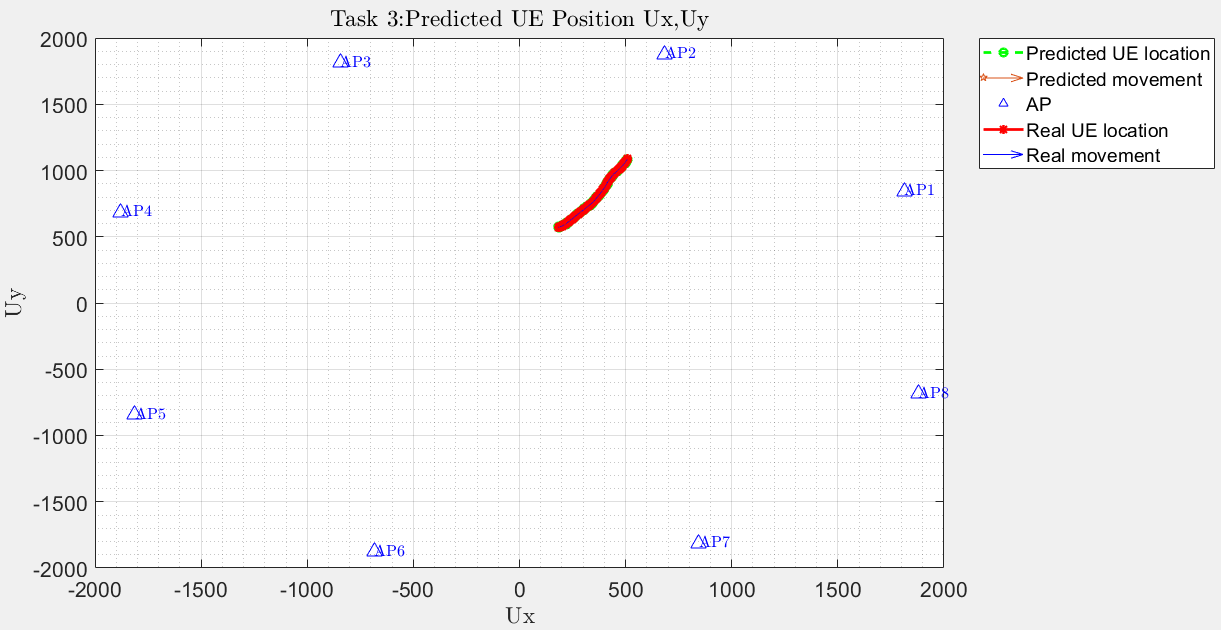 Task 3:Predicted UE Position Ux,Uy
Predicted UE location
Predicted movement
AP
Real UE location
Real movement
2000
1500
1000
500
0
-500
-1000
-1500
-2000
Uy
AP3
AP2
AP1
AP4
AP8
AP5
AP7
AP6
-2000
-1500
-1000
-500
0
500
1000
1500
2000
Ux